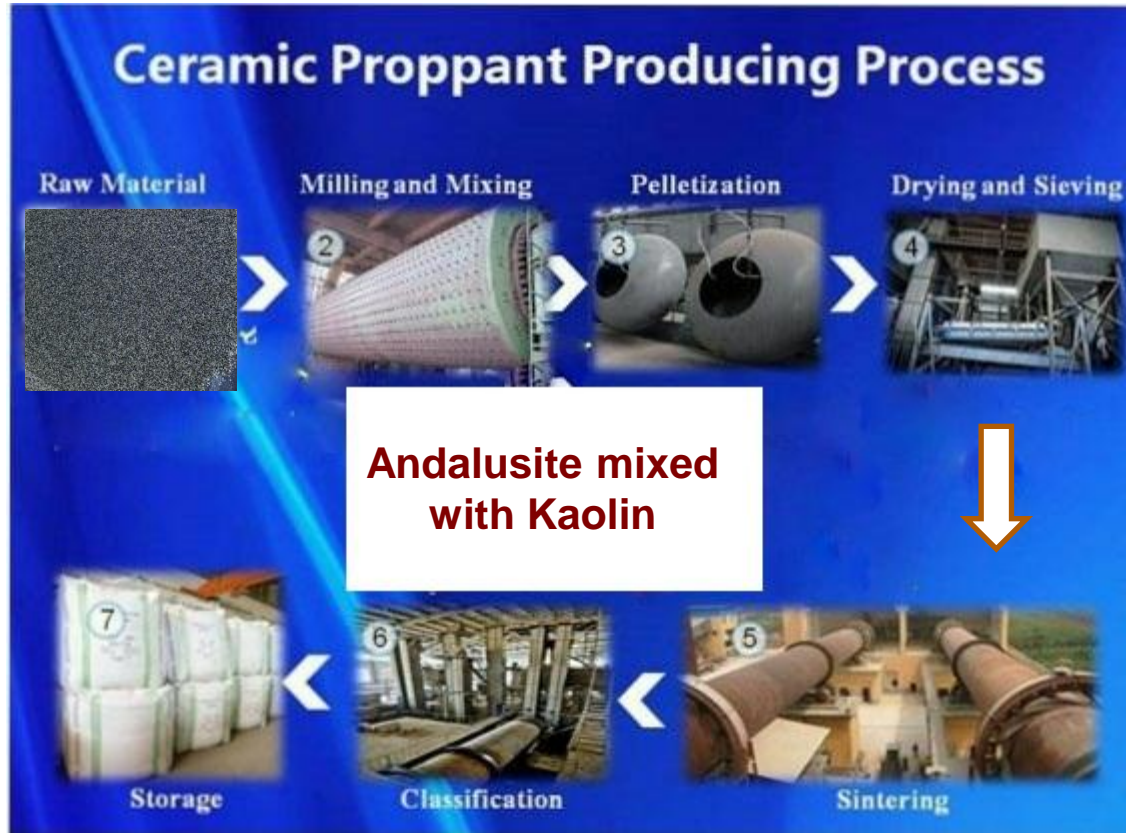 Ceramic Proppant Producing Process
Raw Material
Milling and Mixing
Pelletization
Drying and Sieving
2
3
4
Andalusite mixed
with Kaolin
7
6
5
Storage
Classification
Sintering